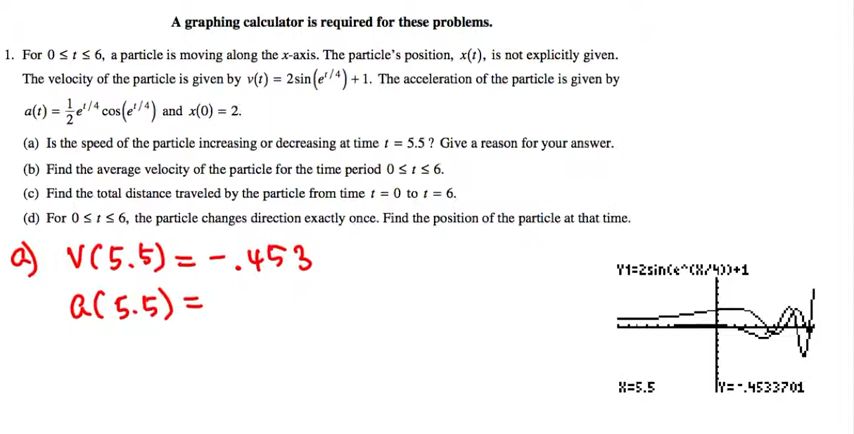 A graphing calculator is required for these problems.
1. For 0 ≤ t ≤ 6, a particle is moving along the x-axis. The particle's position, x(t), is not explicitly given.
The velocity of the particle is given by v(t) = 2sin(e^{t/4}) + 1. The acceleration of the particle is given by
a(t) = 1/2 e^{t/4} cos(e^{t/4}) and x(0) = 2.
(a) Is the speed of the particle increasing or decreasing at time t = 5.5 ? Give a reason for your answer.
(b) Find the average velocity of the particle for the time period 0 ≤ t ≤ 6.
(c) Find the total distance traveled by the particle from time t = 0 to t = 6.
(d) For 0 ≤ t ≤ 6, the particle changes direction exactly once. Find the position of the particle at that time.
a) v(5.5) = -.453
a(5.5) =
Y1=2sin(e^(X/4))+1
X=5.5 Y=-.4533701